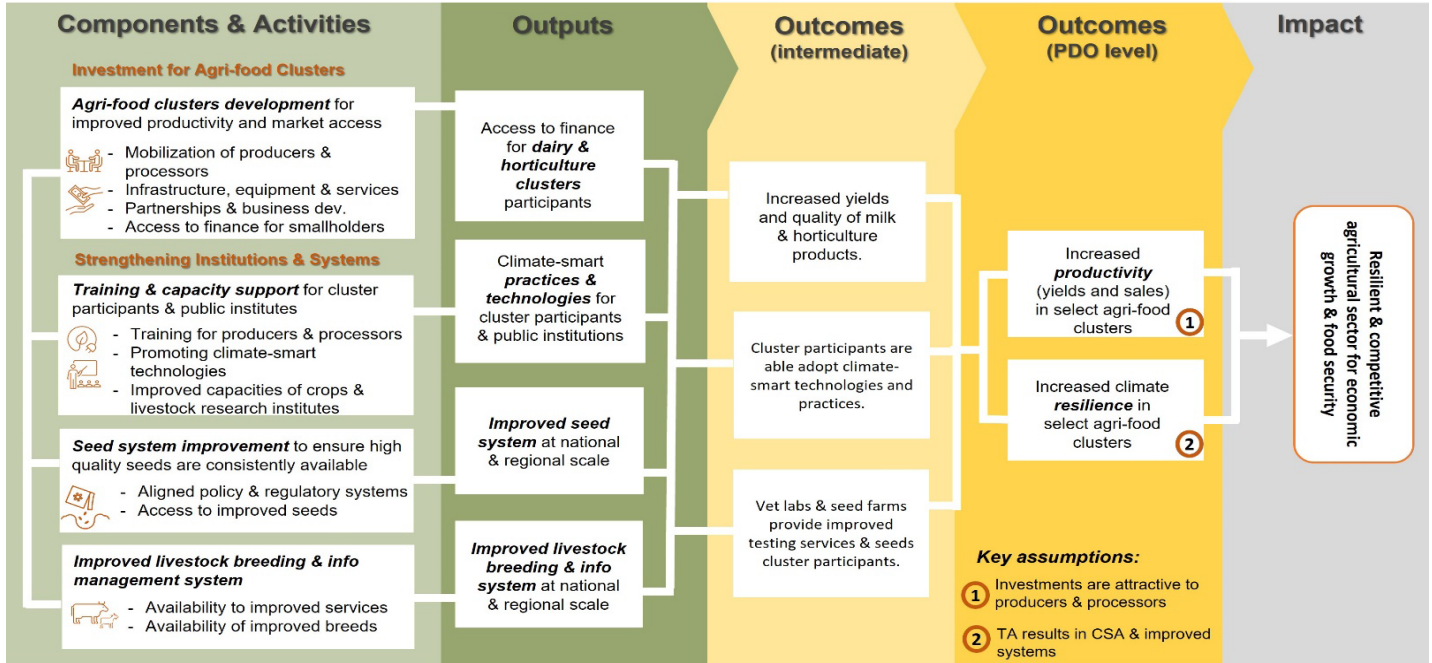 Components & Activities
Investment for Agri-food Clusters
Agri-food clusters development for
improved productivity and market access
- Mobilization of producers &
processors
- Infrastructure, equipment & services
- Partnerships & business dev.
- Access to finance for smallholders
Strengthening Institutions & Systems
Training & capacity support for cluster
participants & public institutes
- Training for producers & processors
- Promoting climate-smart
technologies
- Improved capacities of crops &
livestock research institutes
Seed system improvement to ensure high
quality seeds are consistently available
- Aligned policy & regulatory systems
- Access to improved seeds
Improved livestock breeding & info
management system
- Availability to improved services
- Availability of improved breeds
Outputs
Access to finance
for dairy &
horticulture
clusters
participants
Climate-smart
practices &
technologies for
cluster participants
& public institutions
Improved seed
system at national
& regional scale
Improved livestock
breeding & info
system at national
& regional scale
Outcomes
(intermediate)
Increased yields
and quality of milk
& horticulture
products.
Cluster participants are
able adopt climate-
smart technologies and
practices.
Vet labs & seed farms
provide improved
testing services & seeds
cluster participants.
Outcomes
(PDO level)
Increased
productivity
(yields and sales)
in select agri-food
clusters
1
Increased climate
resilience in
select agri-food
clusters
2
Key assumptions:
1 Investments are attractive to
producers & processors
2 TA results in CSA & improved
systems
Impact
Resilient & competitive
agricultural sector for economic
growth & food security